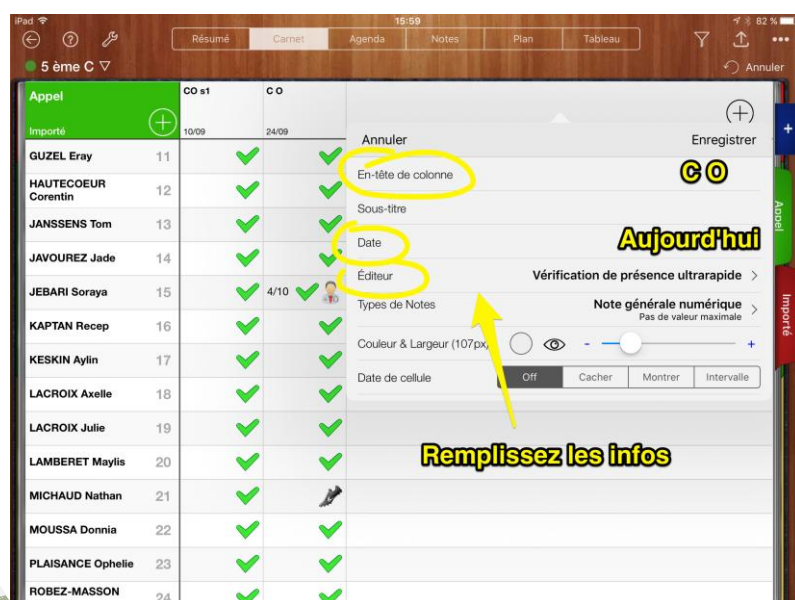 iPad 15:59 82 %
Résumé Carnet Agenda Notes Plan Tableau
5 ème C Annuler
Appel CO s1 C O
Importé 10/09 24/09
Annuler Enregistrer
GUZEL Eray 11
En-tête de colonne C O
HAUTECOEUR
Corentin 12
Sous-titre
JANSSENS Tom 13
Date Aujourd'hui
JAVOUREZ Jade 14
Éditeur Vérification de présence ultrarapide >
JEBARI Soraya 15 4/10
Types de Notes Note générale numérique >
Pas de valeur maximale
KAPTAN Recep 16
Couleur & Largeur (107px) - +
KESKIN Aylin 17
Date de cellule Off Cacher Montrer Intervalle
LACROIX Axelle 18
LACROIX Julie 19
Remplissez les infos
LAMBERET Maylis 20
MICHAUD Nathan 21
MOUSSA Donnia 22
PLAISANCE Ophelie 23
ROBEZ-MASSON 24
+
Appel
Importé